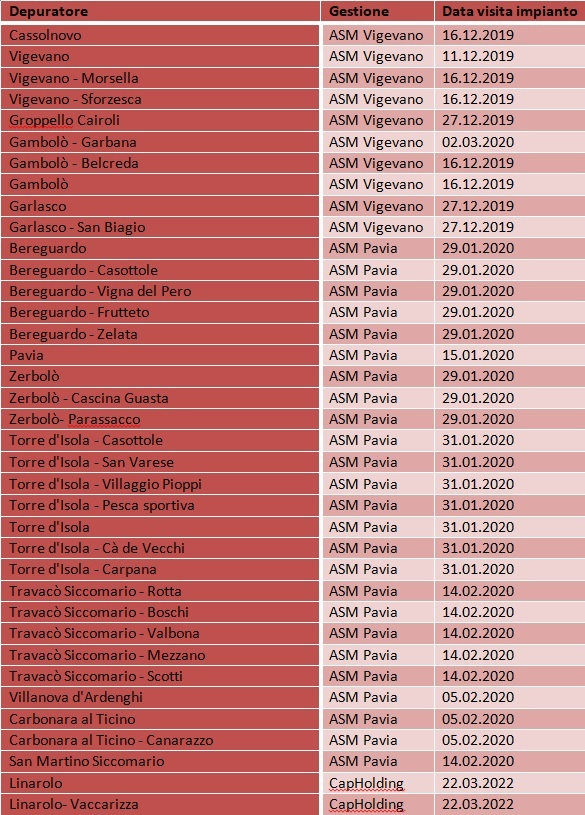 Depuratore Gestione Data visita impianto
Cassolnovo ASM Vigevano 16.12.2019
Vigevano ASM Vigevano 11.12.2019
Vigevano - Morsella ASM Vigevano 16.12.2019
Vigevano - Sforzesca ASM Vigevano 16.12.2019
Groppello Cairoli ASM Vigevano 27.12.2019
Gambolò - Garbana ASM Vigevano 02.03.2020
Gambolò - Belcreda ASM Vigevano 16.12.2019
Gambolò ASM Vigevano 16.12.2019
Garlasco ASM Vigevano 27.12.2019
Garlasco - San Biagio ASM Vigevano 27.12.2019
Bereguardo ASM Pavia 29.01.2020
Bereguardo - Casottole ASM Pavia 29.01.2020
Bereguardo - Vigna del Pero ASM Pavia 29.01.2020
Bereguardo - Frutteto ASM Pavia 29.01.2020
Bereguardo - Zelata ASM Pavia 29.01.2020
Pavia ASM Pavia 15.01.2020
Zerbolò ASM Pavia 29.01.2020
Zerbolò - Cascina Guasta ASM Pavia 29.01.2020
Zerbolò- Parassacco ASM Pavia 29.01.2020
Torre d'Isola - Casottole ASM Pavia 31.01.2020
Torre d'Isola - San Varese ASM Pavia 31.01.2020
Torre d'Isola - Villaggio Pioppi ASM Pavia 31.01.2020
Torre d'Isola - Pesca sportiva ASM Pavia 31.01.2020
Torre d'Isola ASM Pavia 31.01.2020
Torre d'Isola - Cà de Vecchi ASM Pavia 31.01.2020
Torre d'Isola - Carpana ASM Pavia 31.01.2020
Travacò Siccomario - Rotta ASM Pavia 14.02.2020
Travacò Siccomario - Boschi ASM Pavia 14.02.2020
Travacò Siccomario - Valbona ASM Pavia 14.02.2020
Travacò Siccomario - Mezzano ASM Pavia 14.02.2020
Travacò Siccomario - Scotti ASM Pavia 14.02.2020
Villanova d'Ardenghi ASM Pavia 05.02.2020
Carbonara al Ticino ASM Pavia 05.02.2020
Carbonara al Ticino - Canarazzo ASM Pavia 05.02.2020
San Martino Siccomario ASM Pavia 14.02.2020
Linarolo CapHolding 22.03.2022
Linarolo- Vaccarizza CapHolding 22.03.2022